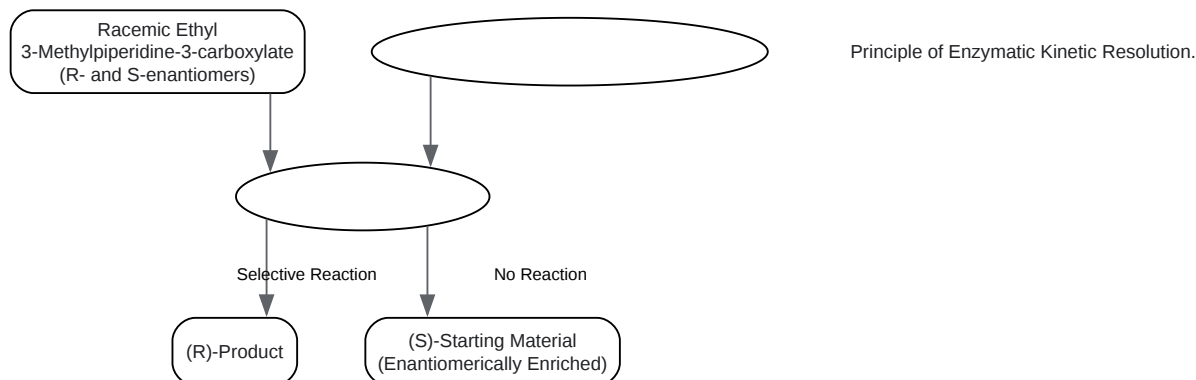 Racemic Ethyl
3-Methylpiperidine-3-carboxylate
(R- and S-enantiomers)
Principle of Enzymatic Kinetic Resolution.
Selective Reaction
No Reaction
(R)-Product
(S)-Starting Material
(Enantiomerically Enriched)